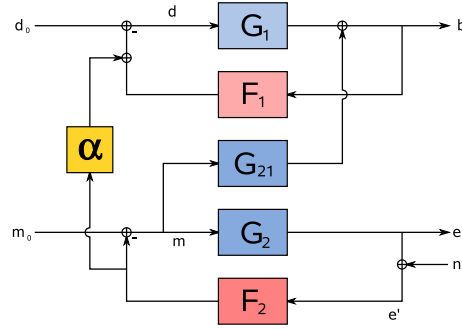 d₀ - d G₁ b
F₁
α G₂₁
m₀ - m G₂ e
n
F₂ e'